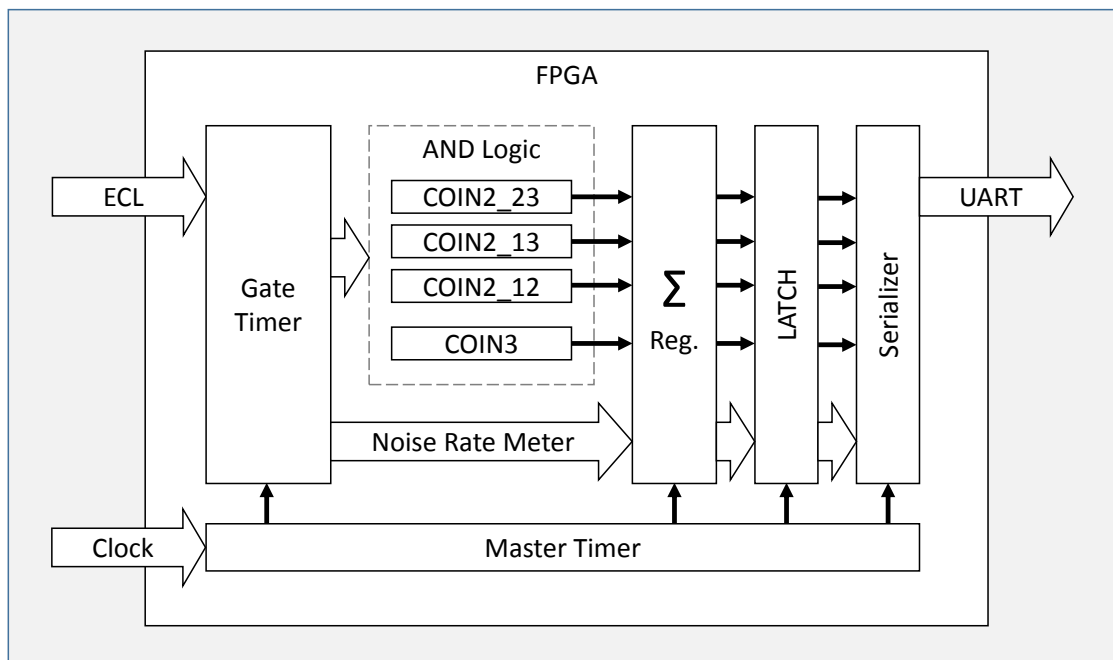 FPGA
ECL
Gate
Timer
AND Logic
COIN2_23
COIN2_13
COIN2_12
COIN3
Noise Rate Meter
Σ
Reg.
LATCH
Serializer
UART
Clock
Master Timer